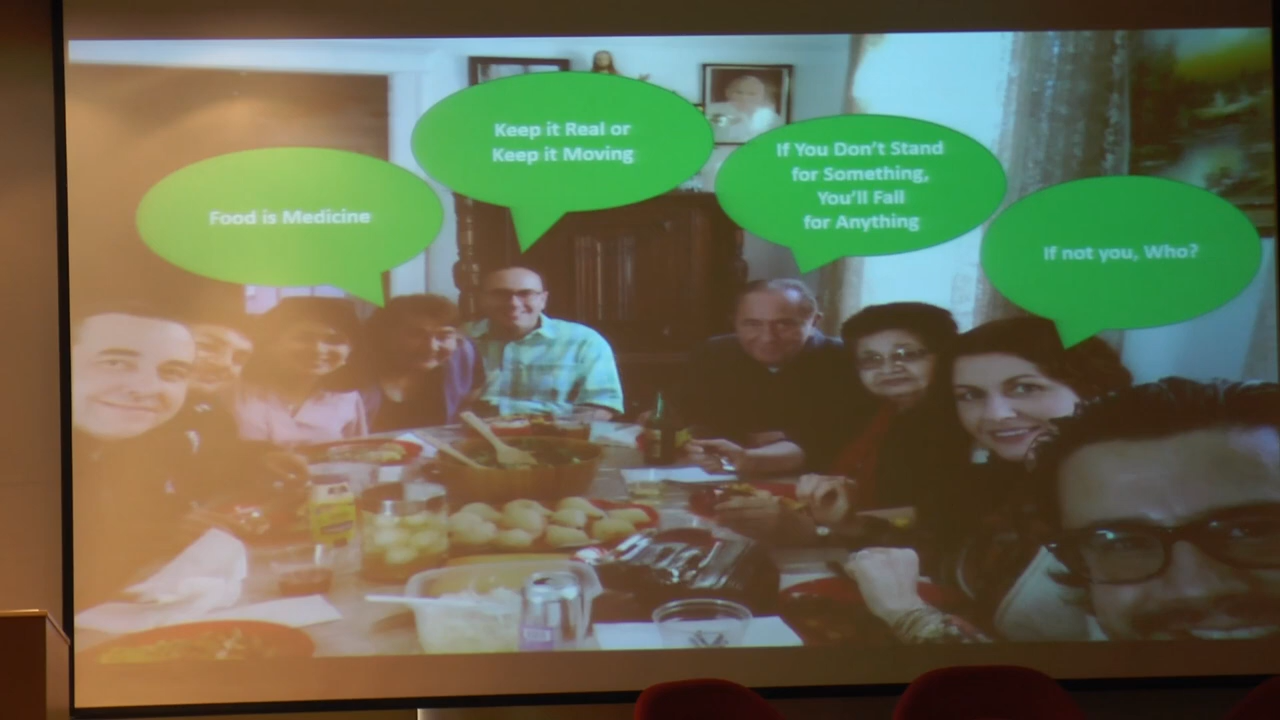 Food is Medicine
Keep it Real or
Keep it Moving
If You Don't Stand
for Something,
You'll Fall
for Anything
If not you, Who?